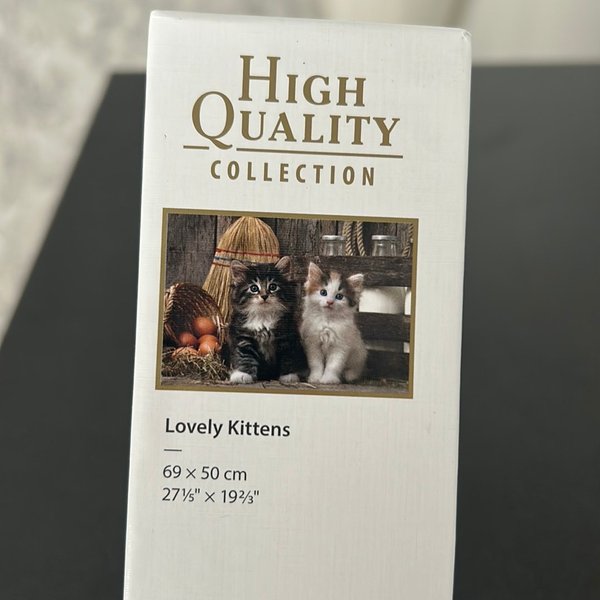 HIGH
QUALITY
COLLECTION
Lovely Kittens
69 × 50 cm
27⅕" × 19⅔"